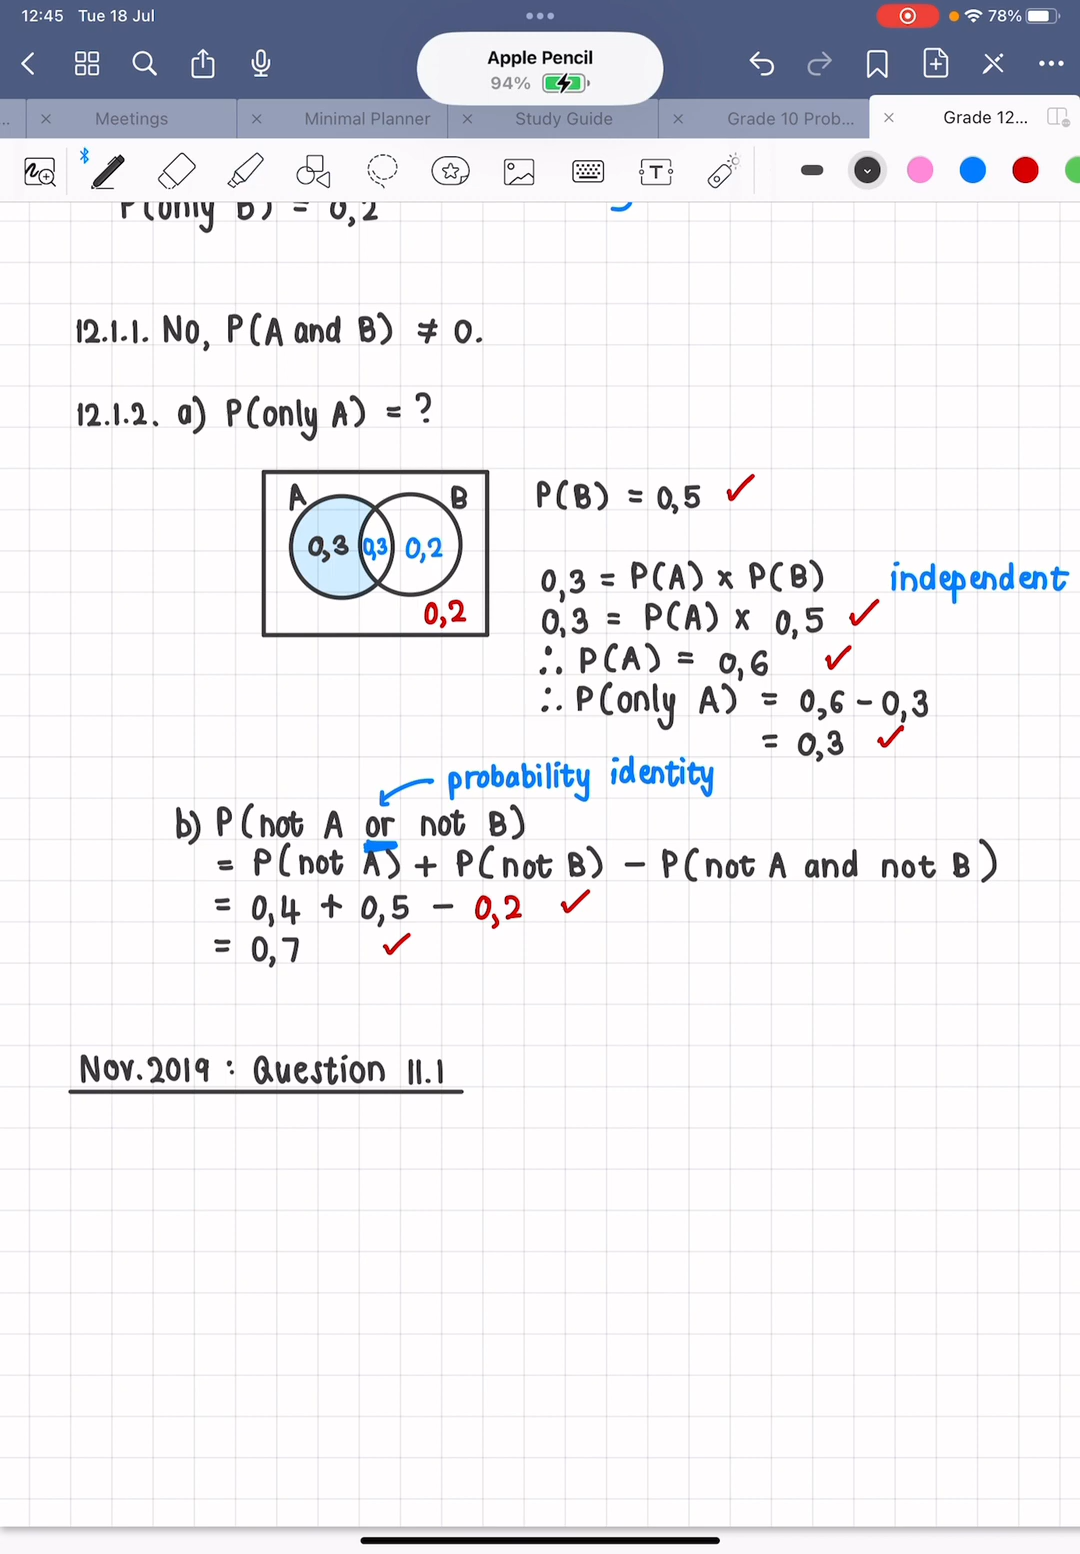 12:45 Tue 18 Jul
78%
Apple Pencil
94%
... Meetings Minimal Planner Study Guide Grade 10 Prob... Grade 12...
T
P(only B) = 0,2
12.1.1. No, P(A and B) ≠ 0.
12.1.2. a) P(only A) = ?
A B
0,3 0,3 0,2
0,2
P(B) = 0,5 ✓
0,3 = P(A) x P(B) independent
0,3 = P(A) x 0,5 ✓
∴ P(A) = 0,6 ✓
∴ P(only A) = 0,6 - 0,3
= 0,3 ✓
probability identity
b) P(not A or not B)
= P(not A) + P(not B) - P(not A and not B)
= 0,4 + 0,5 - 0,2 ✓
= 0,7 ✓
Nov. 2019 : Question 11.1